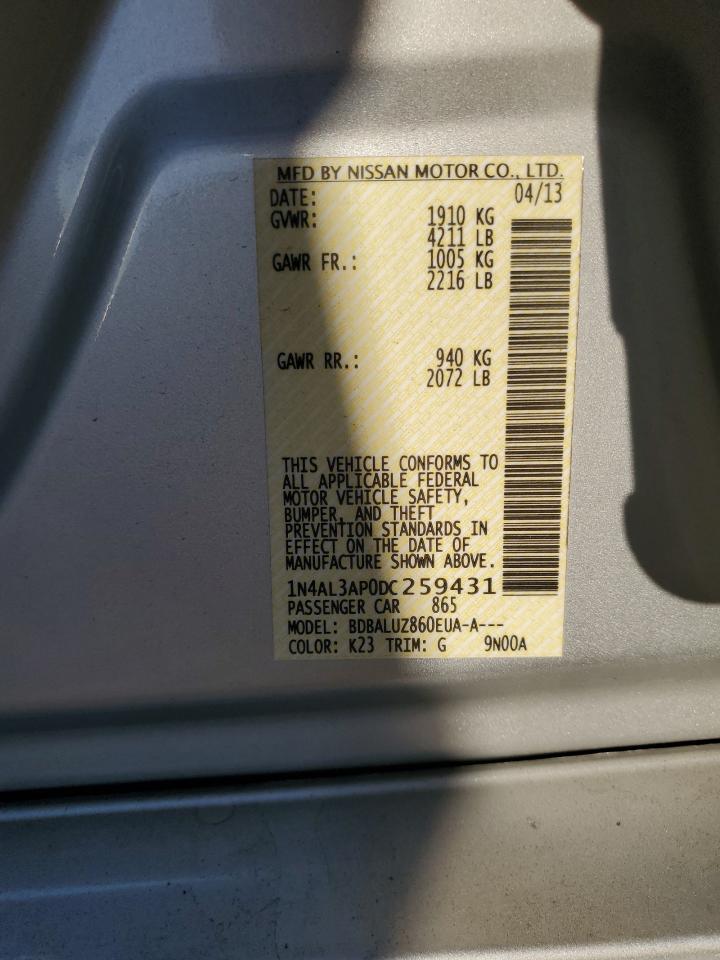 MFD BY NISSAN MOTOR CO., LTD.
DATE: 04/13
GVWR: 1910 KG
4211 LB
GAWR FR.: 1005 KG
2216 LB
GAWR RR.: 940 KG
2072 LB
THIS VEHICLE CONFORMS TO
ALL APPLICABLE FEDERAL
MOTOR VEHICLE SAFETY,
BUMPER, AND THEFT
PREVENTION STANDARDS IN
EFFECT ON THE DATE OF
MANUFACTURE SHOWN ABOVE.
1N4AL3AP0DC259431
PASSENGER CAR 865
MODEL: BDBALUZ860EUA-A---
COLOR: K23 TRIM: G 9N00A